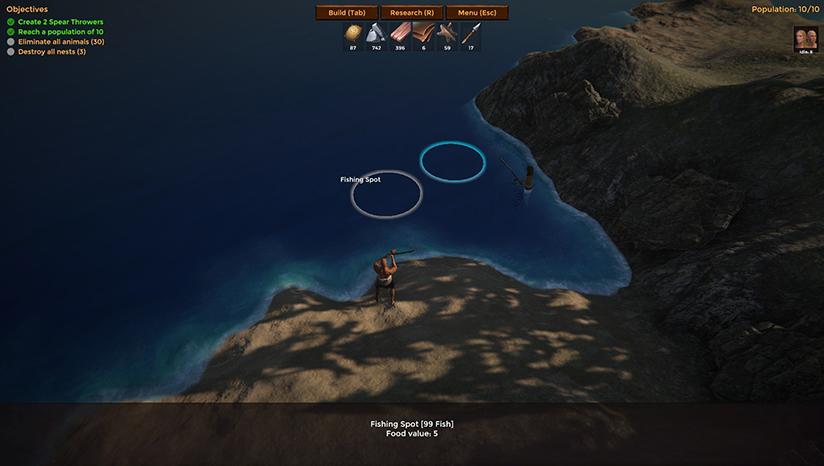 Objectives
Create 2 Spear Throwers
Reach a population of 10
Eliminate all animals (30)
Destroy all nests (3)
Build (Tab) Research (R) Menu (Esc)
87 742 396 6 59 17
Population: 10/10
Idle: 8
Fishing Spot
Fishing Spot [99 Fish]
Food value: 5